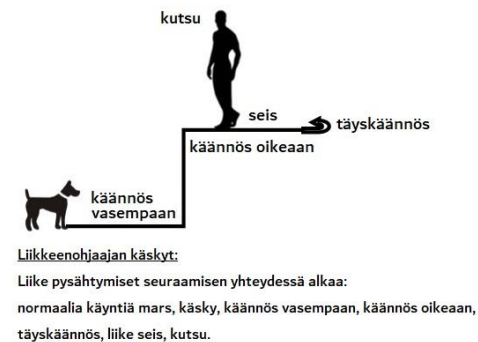 kutsu
seis
täyskäännös
käännös oikeaan
käännös
vasempaan
Liikkeenohjaajan käskyt:
Liike pysähtymiset seuraamisen yhteydessä alkaa:
normaalia käyntiä mars, käsky, käännös vasempaan, käännös oikeaan,
täyskäännös, liike seis, kutsu.